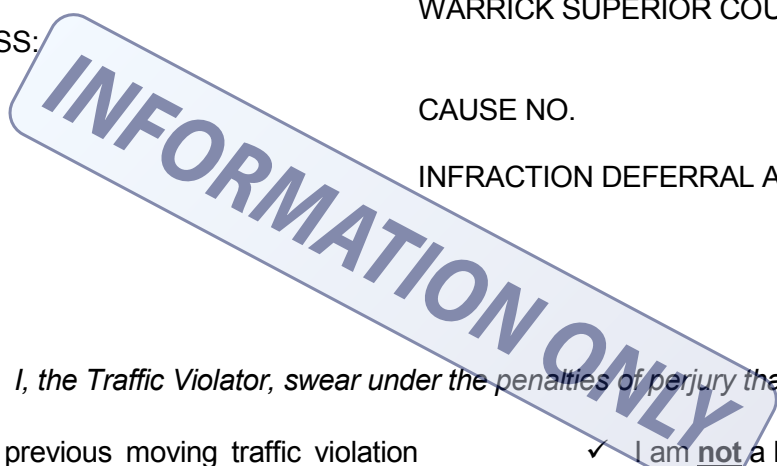 WARRICK SUPERIOR COU
SS:
CAUSE NO.
INFRACTION DEFERRAL A
INFORMATION ONLY
I, the Traffic Violator, swear under the penalties of perjury tha
previous moving traffic violation
✓ I am not a